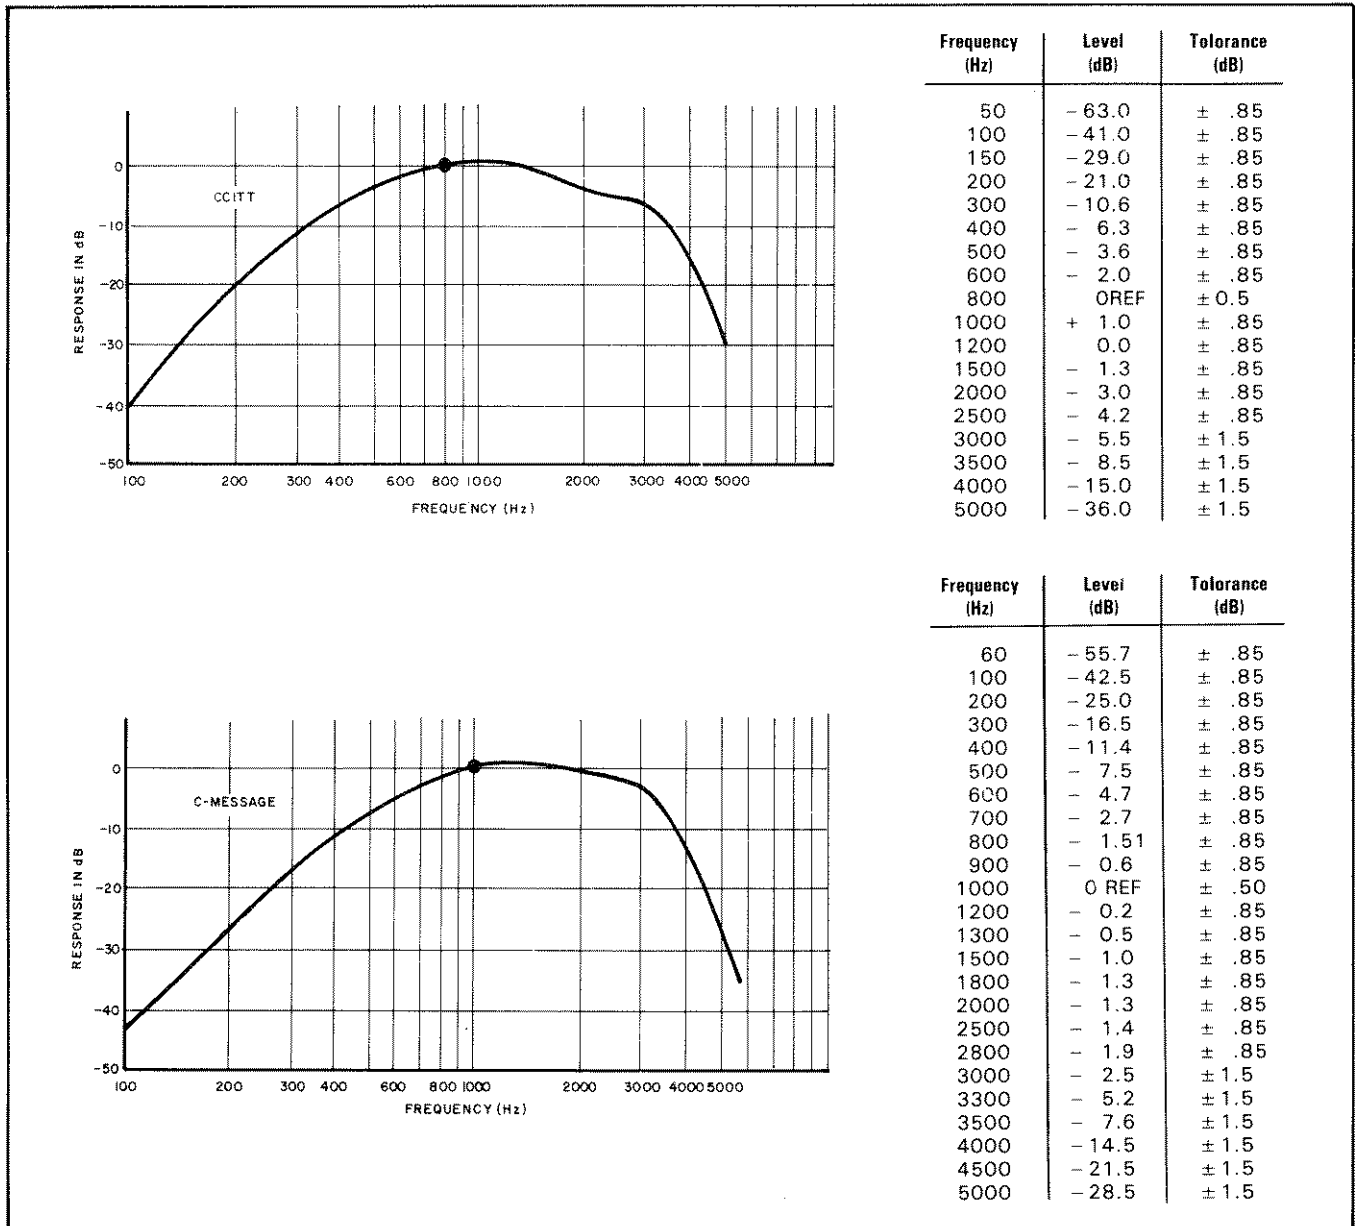 0
-10
-20
-30
-40
-50
RESPONSE IN dB
CCITT
100 200 300 400 600 800 1000 2000 3000 4000 5000
FREQUENCY (Hz)
Frequency (Hz) Level (dB) Tolorance (dB)
50 -63.0 ± .85
100 -41.0 ± .85
150 -29.0 ± .85
200 -21.0 ± .85
300 -10.6 ± .85
400 - 6.3 ± .85
500 - 3.6 ± .85
600 - 2.0 ± .85
800 0REF ±0.5
1000 + 1.0 ± .85
1200 0.0 ± .85
1500 - 1.3 ± .85
2000 - 3.0 ± .85
2500 - 4.2 ± .85
3000 - 5.5 ±1.5
3500 - 8.5 ±1.5
4000 -15.0 ±1.5
5000 -36.0 ±1.5
0
-10
-20
-30
-40
-50
RESPONSE IN dB
C-MESSAGE
100 200 300 400 600 800 1000 2000 3000 4000 5000
FREQUENCY (Hz)
Frequency (Hz) Level (dB) Tolorance (dB)
60 -55.7 ± .85
100 -42.5 ± .85
200 -25.0 ± .85
300 -16.5 ± .85
400 -11.4 ± .85
500 - 7.5 ± .85
600 - 4.7 ± .85
700 - 2.7 ± .85
800 - 1.51 ± .85
900 - 0.6 ± .85
1000 0 REF ± .50
1200 - 0.2 ± .85
1300 - 0.5 ± .85
1500 - 1.0 ± .85
1800 - 1.3 ± .85
2000 - 1.3 ± .85
2500 - 1.4 ± .85
2800 - 1.9 ± .85
3000 - 2.5 ±1.5
3300 - 5.2 ±1.5
3500 - 7.6 ±1.5
4000 -14.5 ±1.5
4500 -21.5 ±1.5
5000 -28.5 ±1.5